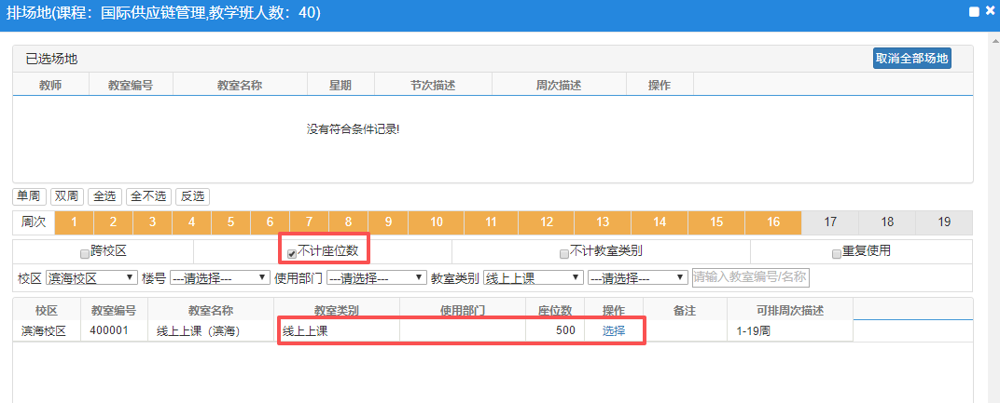 排场地(课程：国际供应链管理,教学班人数：40)
已选场地 取消全部场地
教师 教室编号 教室名称 星期 节次描述 周次描述 操作
没有符合条件记录!
单周 双周 全选 全不选 反选
周次 1 2 3 4 5 6 7 8 9 10 11 12 13 14 15 16 17 18 19
跨校区 不计座位数 不计教室类别 重复使用
校区 滨海校区 楼号 ---请选择--- 使用部门 ---请选择--- 教室类别 线上上课 ---请选择--- 请输入教室编号/名称
校区 教室编号 教室名称 教室类别 使用部门 座位数 操作 备注 可排周次描述
滨海校区 400001 线上上课（滨海） 线上上课 500 选择 1-19周